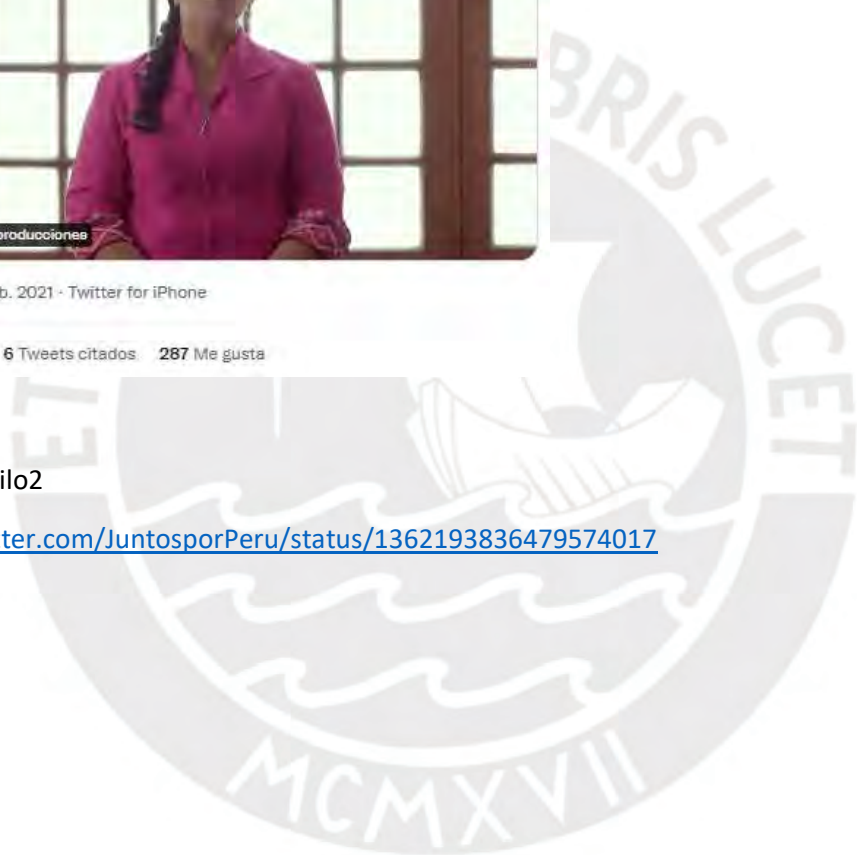 producciones
b. 2021 · Twitter for iPhone
6 Tweets citados 287 Me gusta
ilo2
ter.com/JuntosporPeru/status/1362193836479574017
ET
BRIS LUCET
MCMXVII